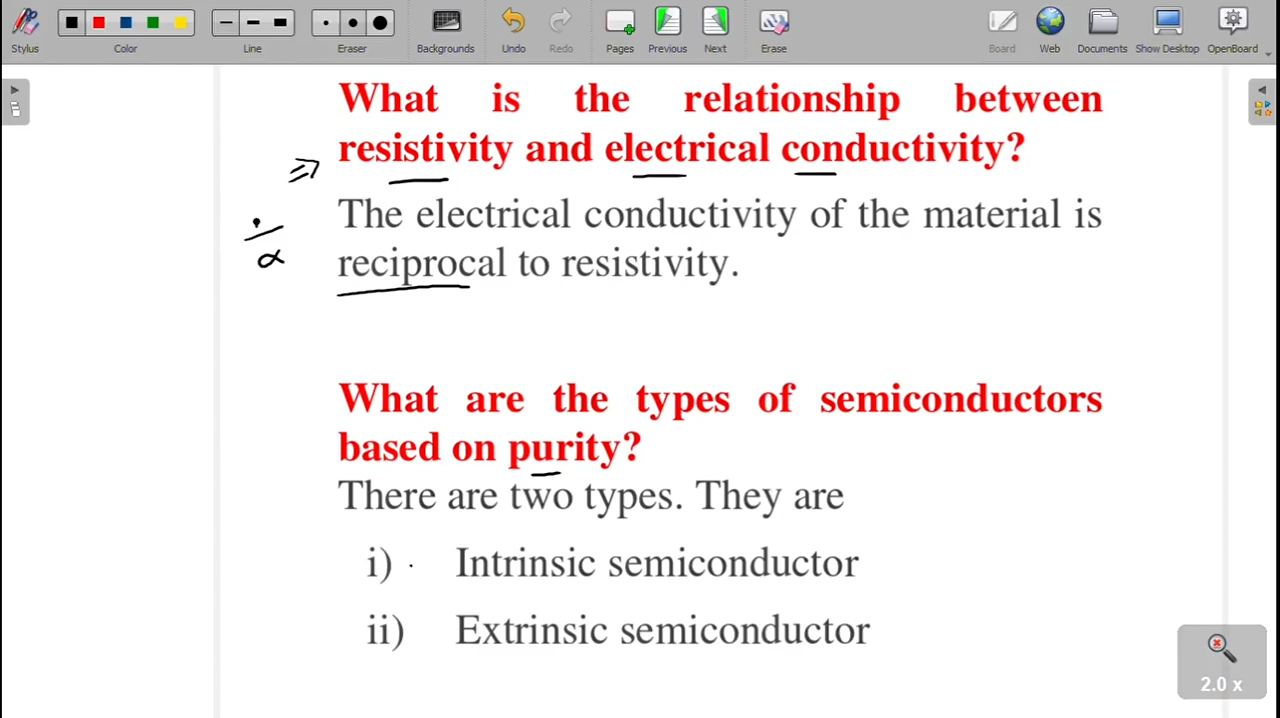 Stylus Color Line Eraser Backgrounds Undo Redo Pages Previous Next Erase Board Web Documents Show Desktop OpenBoard
What is the relationship between
resistivity and electrical conductivity?
The electrical conductivity of the material is
reciprocal to resistivity.
α
What are the types of semiconductors
based on purity?
There are two types. They are
i) Intrinsic semiconductor
ii) Extrinsic semiconductor
2.0 x